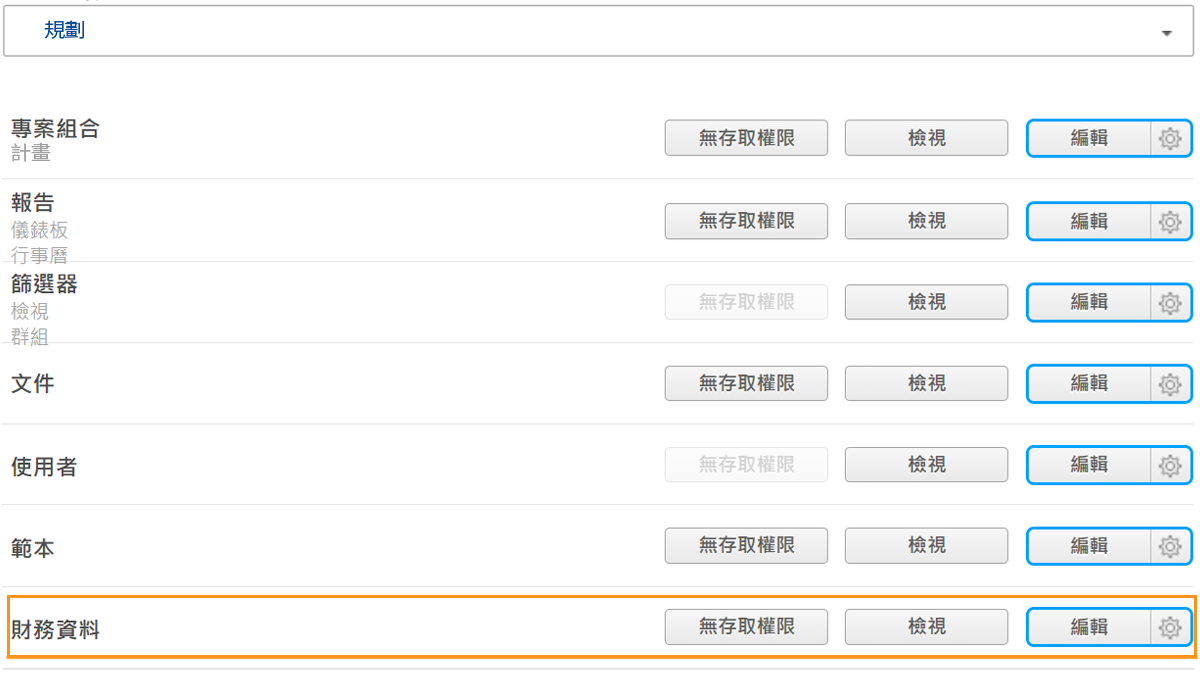 規劃
專案組合
計畫
無存取權限 檢視 編輯
報告
儀錶板
行事曆
無存取權限 檢視 編輯
篩選器
檢視
群組
無存取權限 檢視 編輯
文件 無存取權限 檢視 編輯
使用者 無存取權限 檢視 編輯
範本 無存取權限 檢視 編輯
財務資料 無存取權限 檢視 編輯